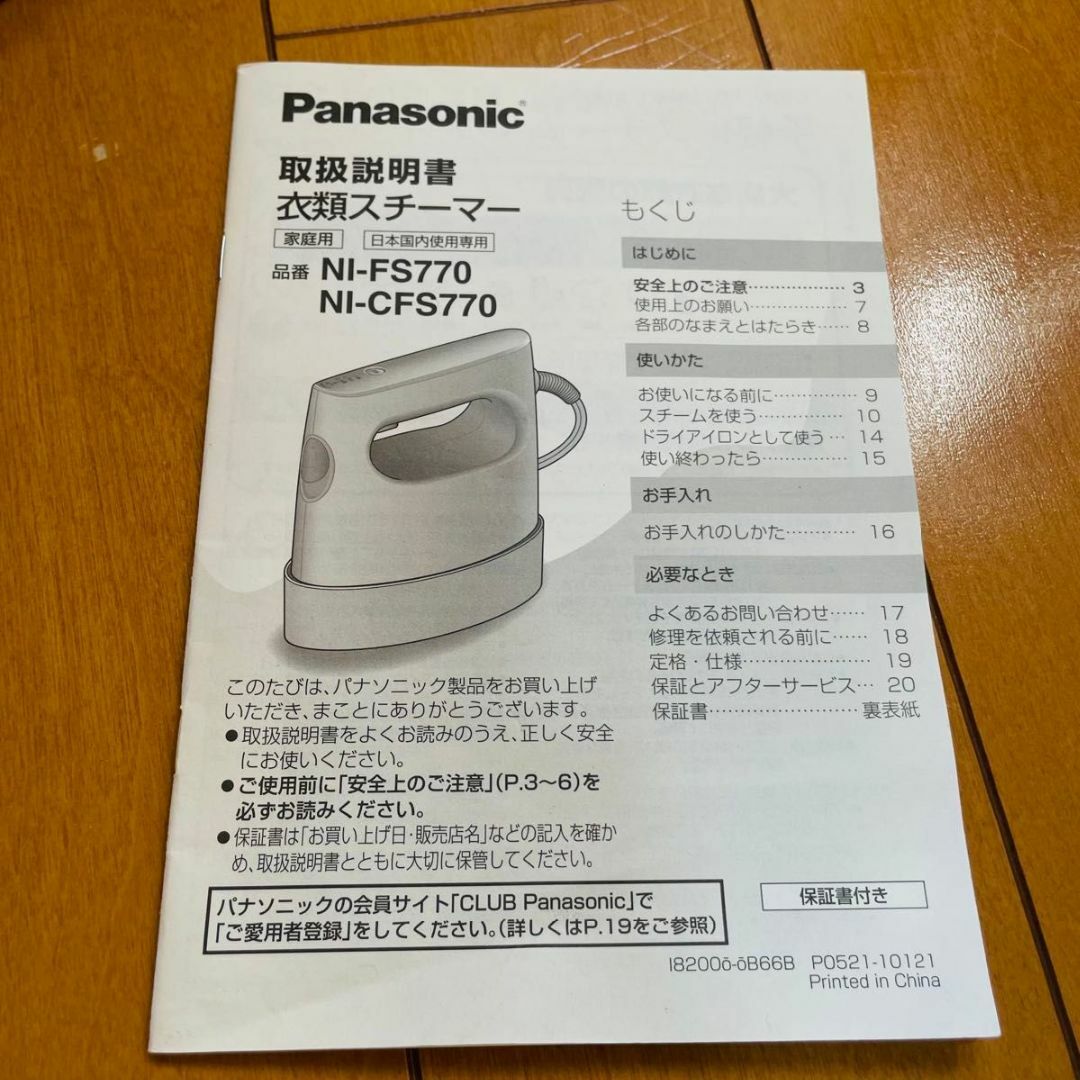 Panasonic®
取扱説明書
衣類スチーマー
家庭用 日本国内使用専用
品番 NI-FS770
NI-CFS770
このたびは、パナソニック製品をお買い上げ
いただき、まことにありがとうございます。
●取扱説明書をよくお読みのうえ、正しく安全
にお使いください。
●ご使用前に「安全上のご注意」(P.3～6)を
必ずお読みください。
●保証書は「お買い上げ日・販売店名」などの記入を確か
め、取扱説明書とともに大切に保管してください。
パナソニックの会員サイト「CLUB Panasonic」で
「ご愛用者登録」をしてください。(詳しくはP.19をご参照)
もくじ
はじめに
安全上のご注意……………… 3
使用上のお願い……………… 7
各部のなまえとはたらき…… 8
使いかた
お使いになる前に…………… 9
スチームを使う…………… 10
ドライアイロンとして使う… 14
使い終わったら…………… 15
お手入れ
お手入れのしかた………… 16
必要なとき
よくあるお問い合わせ…… 17
修理を依頼される前に…… 18
定格・仕様………………… 19
保証とアフターサービス… 20
保証書……………………裏表紙
保証書付き
I8200ō-ōB66B P0521-10121
Printed in China